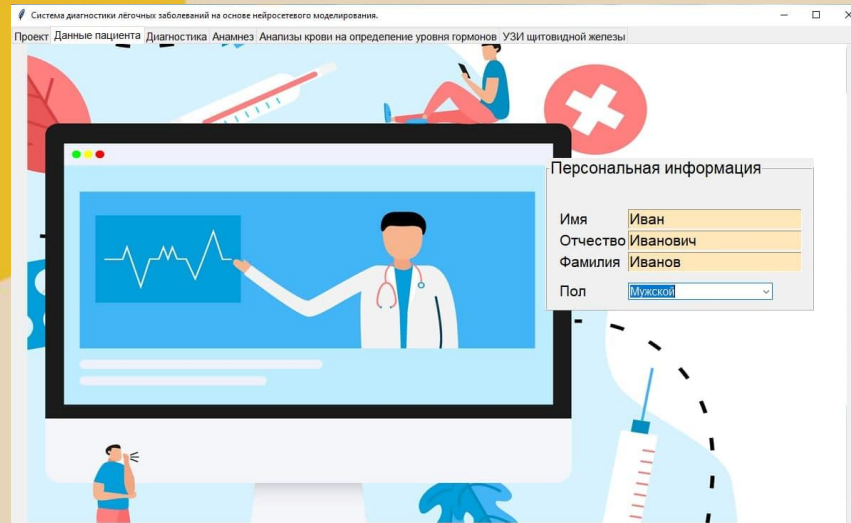 Система диагностики лёгочных заболеваний на основе нейросетевого моделирования.
Проект Данные пациента Диагностика Анамнез Анализы крови на определение уровня гормонов УЗИ щитовидной железы
Персональная информация
Имя Иван
Отчество Иванович
Фамилия Иванов
Пол Мужской